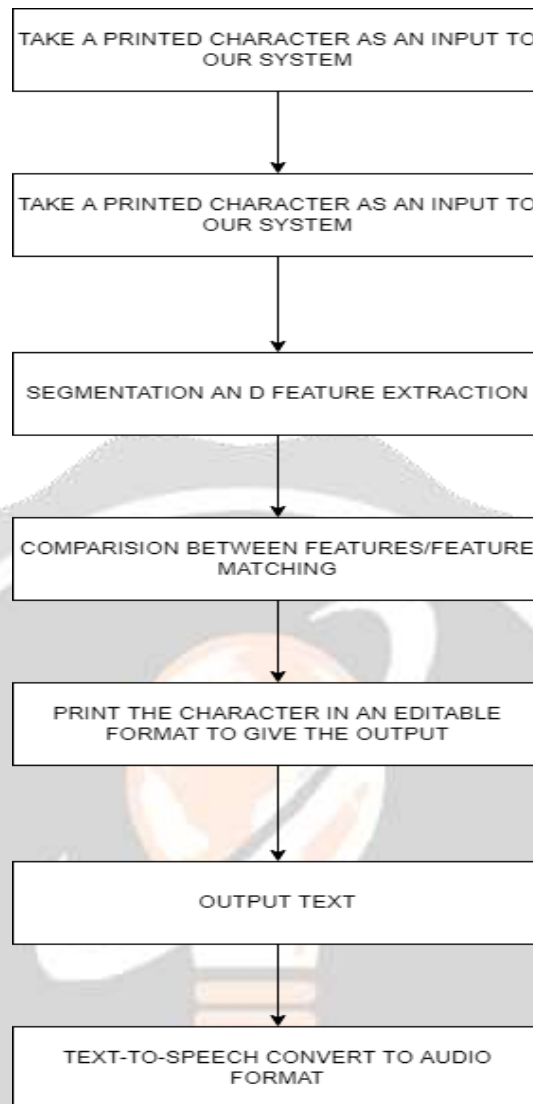 TAKE A PRINTED CHARACTER AS AN INPUT TO
OUR SYSTEM
TAKE A PRINTED CHARACTER AS AN INPUT TO
OUR SYSTEM
SEGMENTATION AN D FEATURE EXTRACTION
COMPARISION BETWEEN FEATURES/FEATURE
MATCHING
PRINT THE CHARACTER IN AN EDITABLE
FORMAT TO GIVE THE OUTPUT
OUTPUT TEXT
TEXT-TO-SPEECH CONVERT TO AUDIO
FORMAT